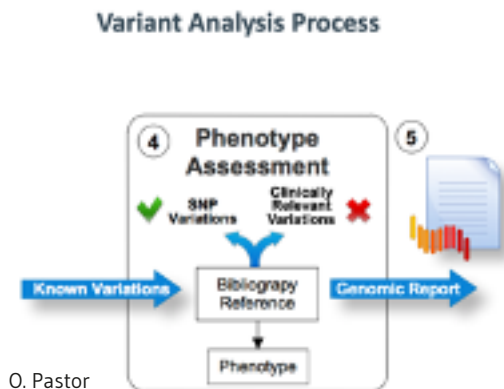 Variant Analysis Process
4
Phenotype
Assessment
5
SNP
Variations
Clinically
Relevant
Variations
Known Variations
Bibliograpy
Reference
Genomic Report
Phenotype
O. Pastor